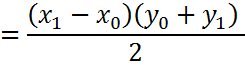 = (x₁ − x₀)(y₀ + y₁) / 2